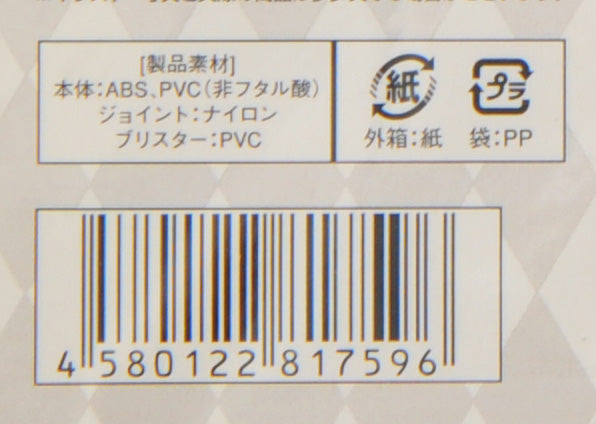 [製品素材]
本体：ABS、PVC（非フタル酸）
ジョイント：ナイロン
ブリスター：PVC
紙
外箱：紙
プラ
袋：PP
4 580122 817596